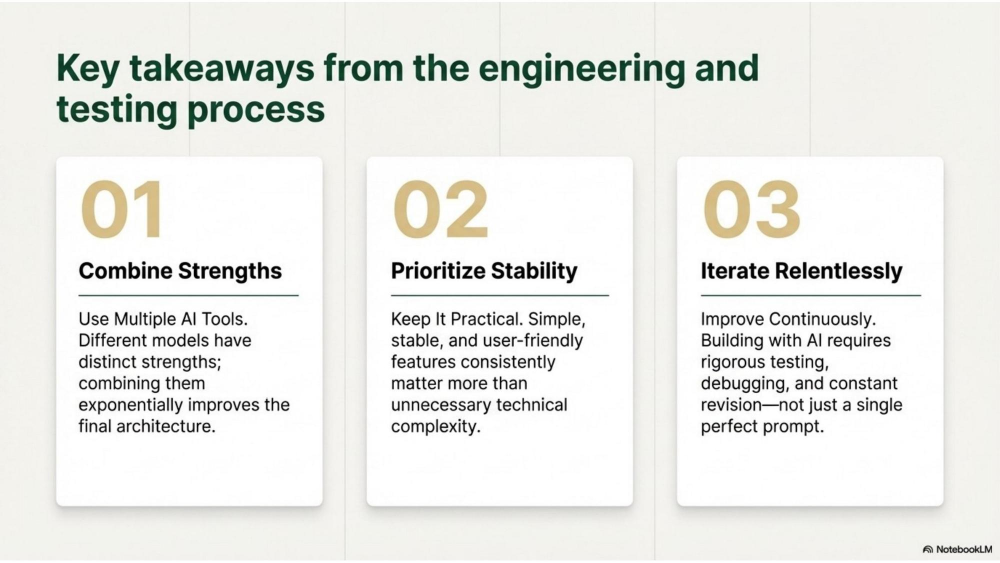 Key takeaways from the engineering and
testing process
01
Combine Strengths
Use Multiple AI Tools.
Different models have
distinct strengths;
combining them
exponentially improves the
final architecture.
02
Prioritize Stability
Keep It Practical. Simple,
stable, and user-friendly
features consistently
matter more than
unnecessary technical
complexity.
03
Iterate Relentlessly
Improve Continuously.
Building with AI requires
rigorous testing,
debugging, and constant
revision—not just a single
perfect prompt.
NotebookLM